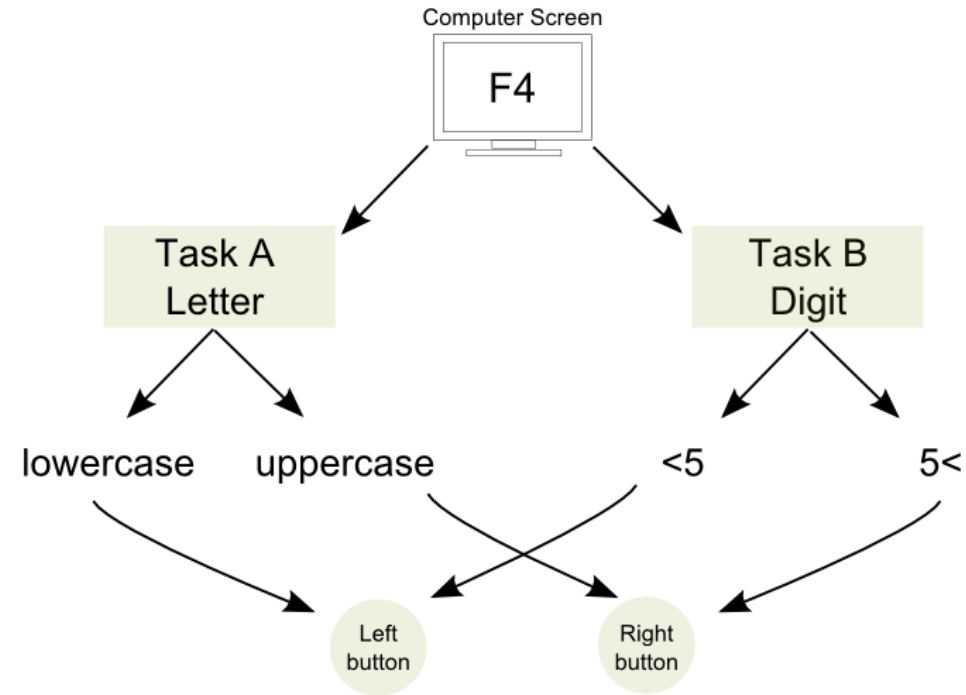 Computer Screen
F4
Task A
Letter
Task B
Digit
lowercase
uppercase
<5
5<
Left
button
Right
button